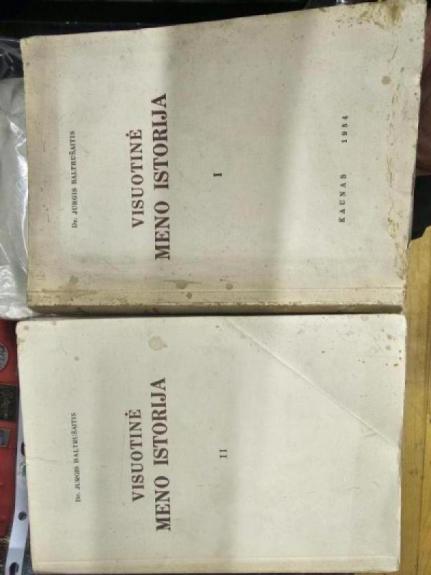 Dr. JURGIS BALTRUŠAITIS
VISUOTINĖ
MENO ISTORIJA
I
KAUNAS 1934
Dr. JURGIS BALTRUŠAITIS
VISUOTINĖ
MENO ISTORIJA
II